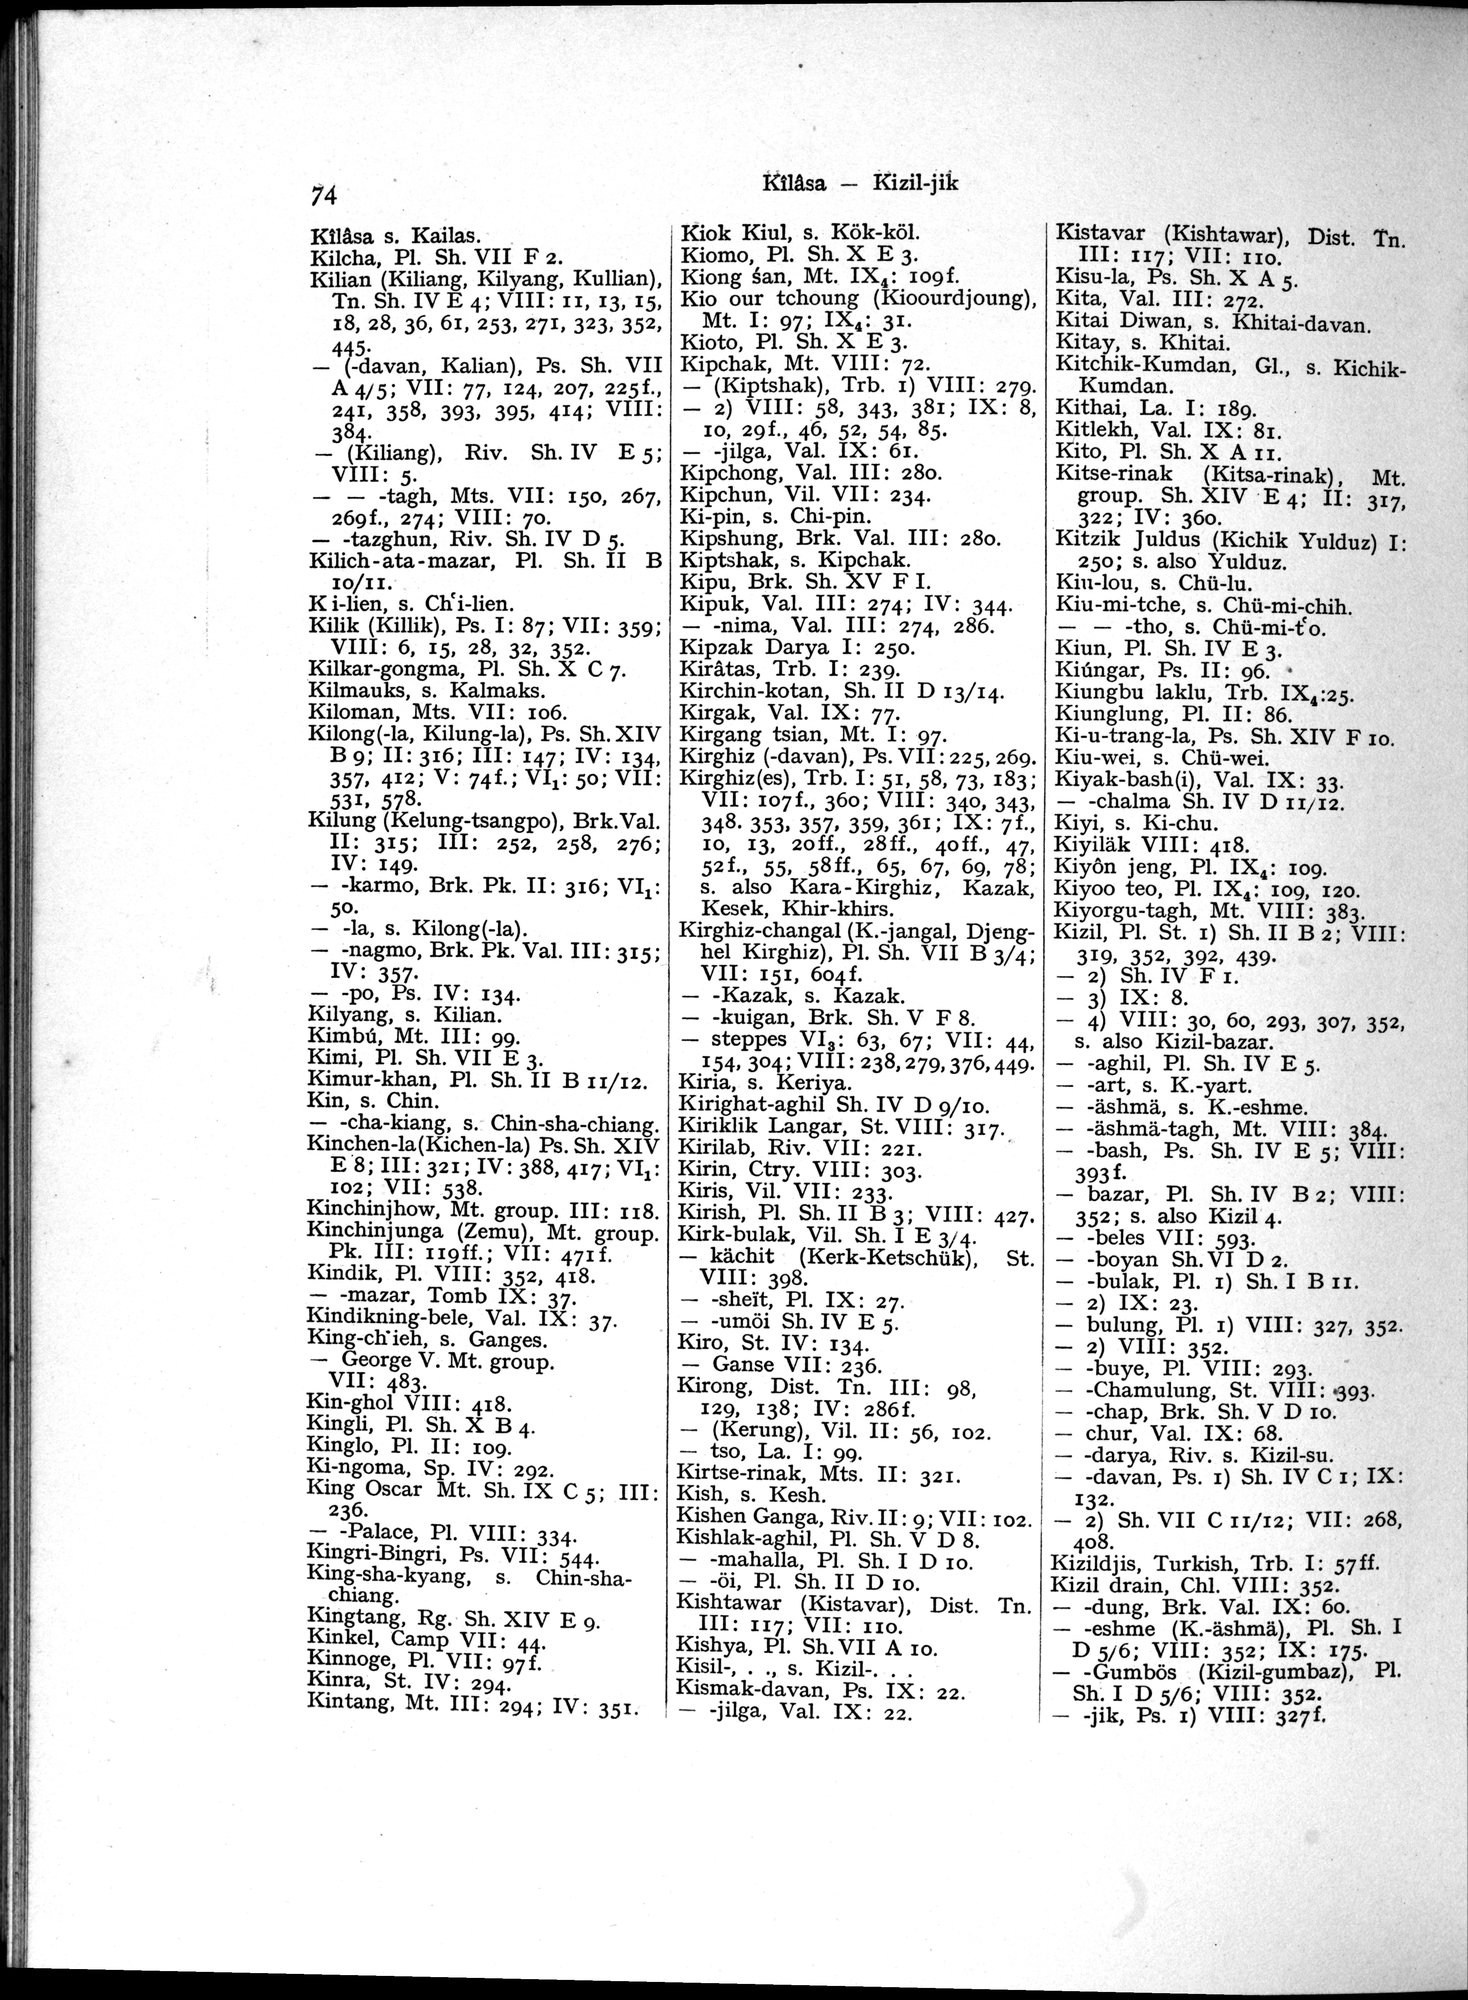 74
Kîlâsa — Kizil-jik
Kîlâsa s. Kailas.
Kilcha, Pl. Sh. VII F 2.
Kilian (Kiliang, Kilyang, Kullian),
Tn. Sh. IV E 4; VIII: 11, 13, 15,
18, 28, 36, 61, 253, 271, 323, 352,
445.
— (-davan, Kalian), Ps. Sh. VII
A 4/5; VII: 77, 124, 207, 225f.,
241, 358, 393, 395, 414; VIII:
384.
— (Kiliang), Riv. Sh. IV E 5;
VIII: 5.
— — -tagh, Mts. VII: 150, 267,
269f., 274; VIII: 70.
— -tazghun, Riv. Sh. IV D 5.
Kilich-ata-mazar, Pl. Sh. II B
10/11.
Ki-lien, s. Ch‛i-lien.
Kilik (Killik), Ps. I: 87; VII: 359;
VIII: 6, 15, 28, 32, 352.
Kilkar-gongma, Pl. Sh. X C 7.
Kilmauks, s. Kalmaks.
Kiloman, Mts. VII: 106.
Kilong(-la, Kilung-la), Ps. Sh. XIV
B 9; II: 316; III: 147; IV: 134,
357, 412; V: 74f.; VI₁: 50; VII:
531, 578.
Kilung (Kelung-tsangpo), Brk. Val.
II: 315; III: 252, 258, 276;
IV: 149.
— -karmo, Brk. Pk. II: 316; VI₁:
50.
— -la, s. Kilong(-la).
— -nagmo, Brk. Pk. Val. III: 315;
IV: 357.
— -po, Ps. IV: 134.
Kilyang, s. Kilian.
Kimbú, Mt. III: 99.
Kimi, Pl. Sh. VII E 3.
Kimur-khan, Pl. Sh. II B 11/12.
Kin, s. Chin.
— -cha-kiang, s. Chin-sha-chiang.
Kinchen-la(Kichen-la) Ps. Sh. XIV
E 8; III: 321; IV: 388, 417; VI₁:
102; VII: 538.
Kinchinjhow, Mt. group. III: 118.
Kinchinjunga (Zemu), Mt. group.
Pk. III: 119ff.; VII: 471f.
Kindik, Pl. VIII: 352, 418.
— -mazar, Tomb IX: 37.
Kindikning-bele, Val. IX: 37.
King-ch‛ieh, s. Ganges.
— George V. Mt. group.
VII: 483.
Kin-ghol VIII: 418.
Kingli, Pl. Sh. X B 4.
Kinglo, Pl. II: 109.
Ki-ngoma, Sp. IV: 292.
King Oscar Mt. Sh. IX C 5; III:
236.
— -Palace, Pl. VIII: 334.
Kingri-Bingri, Ps. VII: 544.
King-sha-kyang, s. Chin-sha-
chiang.
Kingtang, Rg. Sh. XIV E 9.
Kinkel, Camp VII: 44.
Kinnoge, Pl. VII: 97f.
Kinra, St. IV: 294.
Kintang, Mt. III: 294; IV: 351.
Kiok Kiul, s. Kök-köl.
Kiomo, Pl. Sh. X E 3.
Kiong śan, Mt. IX₄: 109f.
Kio our tchoung (Kioourdjoung),
Mt. I: 97; IX₄: 31.
Kioto, Pl. Sh. X E 3.
Kipchak, Mt. VIII: 72.
— (Kiptshak), Trb. 1) VIII: 279.
— 2) VIII: 58, 343, 381; IX: 8,
10, 29f., 46, 52, 54, 85.
— -jilga, Val. IX: 61.
Kipchong, Val. III: 280.
Kipchun, Vil. VII: 234.
Ki-pin, s. Chi-pin.
Kipshung, Brk. Val. III: 280.
Kiptshak, s. Kipchak.
Kipu, Brk. Sh. XV F I.
Kipuk, Val. III: 274; IV: 344.
— -nima, Val. III: 274, 286.
Kipzak Darya I: 250.
Kirâtas, Trb. I: 239.
Kirchin-kotan, Sh. II D 13/14.
Kirgak, Val. IX: 77.
Kirgang tsian, Mt. I: 97.
Kirghiz (-davan), Ps. VII: 225, 269.
Kirghiz(es), Trb. I: 51, 58, 73, 183;
VII: 107f., 360; VIII: 340, 343,
348. 353, 357, 359, 361; IX: 7f.,
10, 13, 20ff., 28ff., 40ff., 47,
52f., 55, 58ff., 65, 67, 69, 78;
s. also Kara-Kirghiz, Kazak,
Kesek, Khir-khirs.
Kirghiz-changal (K.-jangal, Djeng-
hel Kirghiz), Pl. Sh. VII B 3/4;
VII: 151, 604f.
— -Kazak, s. Kazak.
— -kuigan, Brk. Sh. V F 8.
— steppes VI₃: 63, 67; VII: 44,
154, 304; VIII: 238, 279, 376, 449.
Kiria, s. Keriya.
Kirighat-aghil Sh. IV D 9/10.
Kiriklik Langar, St. VIII: 317.
Kirilab, Riv. VII: 221.
Kirin, Ctry. VIII: 303.
Kiris, Vil. VII: 233.
Kirish, Pl. Sh. II B 3; VIII: 427.
Kirk-bulak, Vil. Sh. I E 3/4.
— kächit (Kerk-Ketschük), St.
VIII: 398.
— -sheït, Pl. IX: 27.
— -umöi Sh. IV E 5.
Kiro, St. IV: 134.
— Ganse VII: 236.
Kirong, Dist. Tn. III: 98,
129, 138; IV: 286f.
— (Kerung), Vil. II: 56, 102.
— tso, La. I: 99.
Kirtse-rinak, Mts. II: 321.
Kish, s. Kesh.
Kishen Ganga, Riv. II: 9; VII: 102.
Kishlak-aghil, Pl. Sh. V D 8.
— -mahalla, Pl. Sh. I D 10.
— -öi, Pl. Sh. II D 10.
Kishtawar (Kistavar), Dist. Tn.
III: 117; VII: 110.
Kishya, Pl. Sh. VII A 10.
Kisil-, . ., s. Kizil-. . .
Kismak-davan, Ps. IX: 22.
— -jilga, Val. IX: 22.
Kistavar (Kishtawar), Dist. Tn.
III: 117; VII: 110.
Kisu-la, Ps. Sh. X A 5.
Kita, Val. III: 272.
Kitai Diwan, s. Khitai-davan.
Kitay, s. Khitai.
Kitchik-Kumdan, Gl., s. Kichik-
Kumdan.
Kithai, La. I: 189.
Kitlekh, Val. IX: 81.
Kito, Pl. Sh. X A 11.
Kitse-rinak (Kitsa-rinak), Mt.
group. Sh. XIV E 4; II: 317,
322; IV: 360.
Kitzik Juldus (Kichik Yulduz) I:
250; s. also Yulduz.
Kiu-lou, s. Chü-lu.
Kiu-mi-tche, s. Chü-mi-chih.
— — -tho, s. Chü-mi-t‛o.
Kiun, Pl. Sh. IV E 3.
Kiúngar, Ps. II: 96.
Kiungbu laklu, Trb. IX₄:25.
Kiunglung, Pl. II: 86.
Ki-u-trang-la, Ps. Sh. XIV F 10.
Kiu-wei, s. Chü-wei.
Kiyak-bash(i), Val. IX: 33.
— -chalma Sh. IV D 11/12.
Kiyi, s. Ki-chu.
Kiyiläk VIII: 418.
Kiyôn jeng, Pl. IX₄: 109.
Kiyoo teo, Pl. IX₄: 109, 120.
Kiyorgu-tagh, Mt. VIII: 383.
Kizil, Pl. St. 1) Sh. II B 2; VIII:
319, 352, 392, 439.
— 2) Sh. IV F 1.
— 3) IX: 8.
— 4) VIII: 30, 60, 293, 307, 352,
s. also Kizil-bazar.
— -aghil, Pl. Sh. IV E 5.
— -art, s. K.-yart.
— -äshmä, s. K.-eshme.
— -äshmä-tagh, Mt. VIII: 384.
— -bash, Ps. Sh. IV E 5; VIII:
393f.
— bazar, Pl. Sh. IV B 2; VIII:
352; s. also Kizil 4.
— -beles VII: 593.
— -boyan Sh. VI D 2.
— -bulak, Pl. 1) Sh. I B 11.
— 2) IX: 23.
— bulung, Pl. 1) VIII: 327, 352.
— 2) VIII: 352.
— -buye, Pl. VIII: 293.
— -Chamulung, St. VIII: 393.
— -chap, Brk. Sh. V D 10.
— chur, Val. IX: 68.
— -darya, Riv. s. Kizil-su.
— -davan, Ps. 1) Sh. IV C 1; IX:
132.
— 2) Sh. VII C 11/12; VII: 268,
408.
Kizildjis, Turkish, Trb. I: 57ff.
Kizil drain, Chl. VIII: 352.
— -dung, Brk. Val. IX: 60.
— -eshme (K.-äshmä), Pl. Sh. I
D 5/6; VIII: 352; IX: 175.
— -Gumbös (Kizil-gumbaz), Pl.
Sh. I D 5/6; VIII: 352.
— -jik, Ps. 1) VIII: 327f.